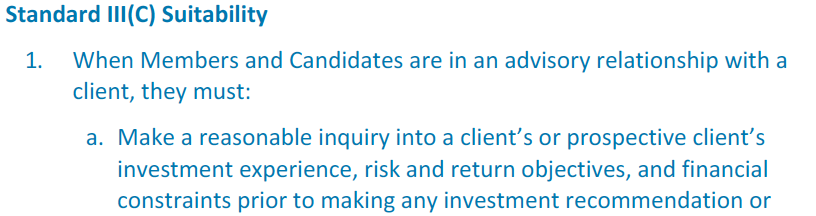 Standard III(C) Suitability
1. When Members and Candidates are in an advisory relationship with a
client, they must:
a. Make a reasonable inquiry into a client’s or prospective client’s
investment experience, risk and return objectives, and financial
constraints prior to making any investment recommendation or